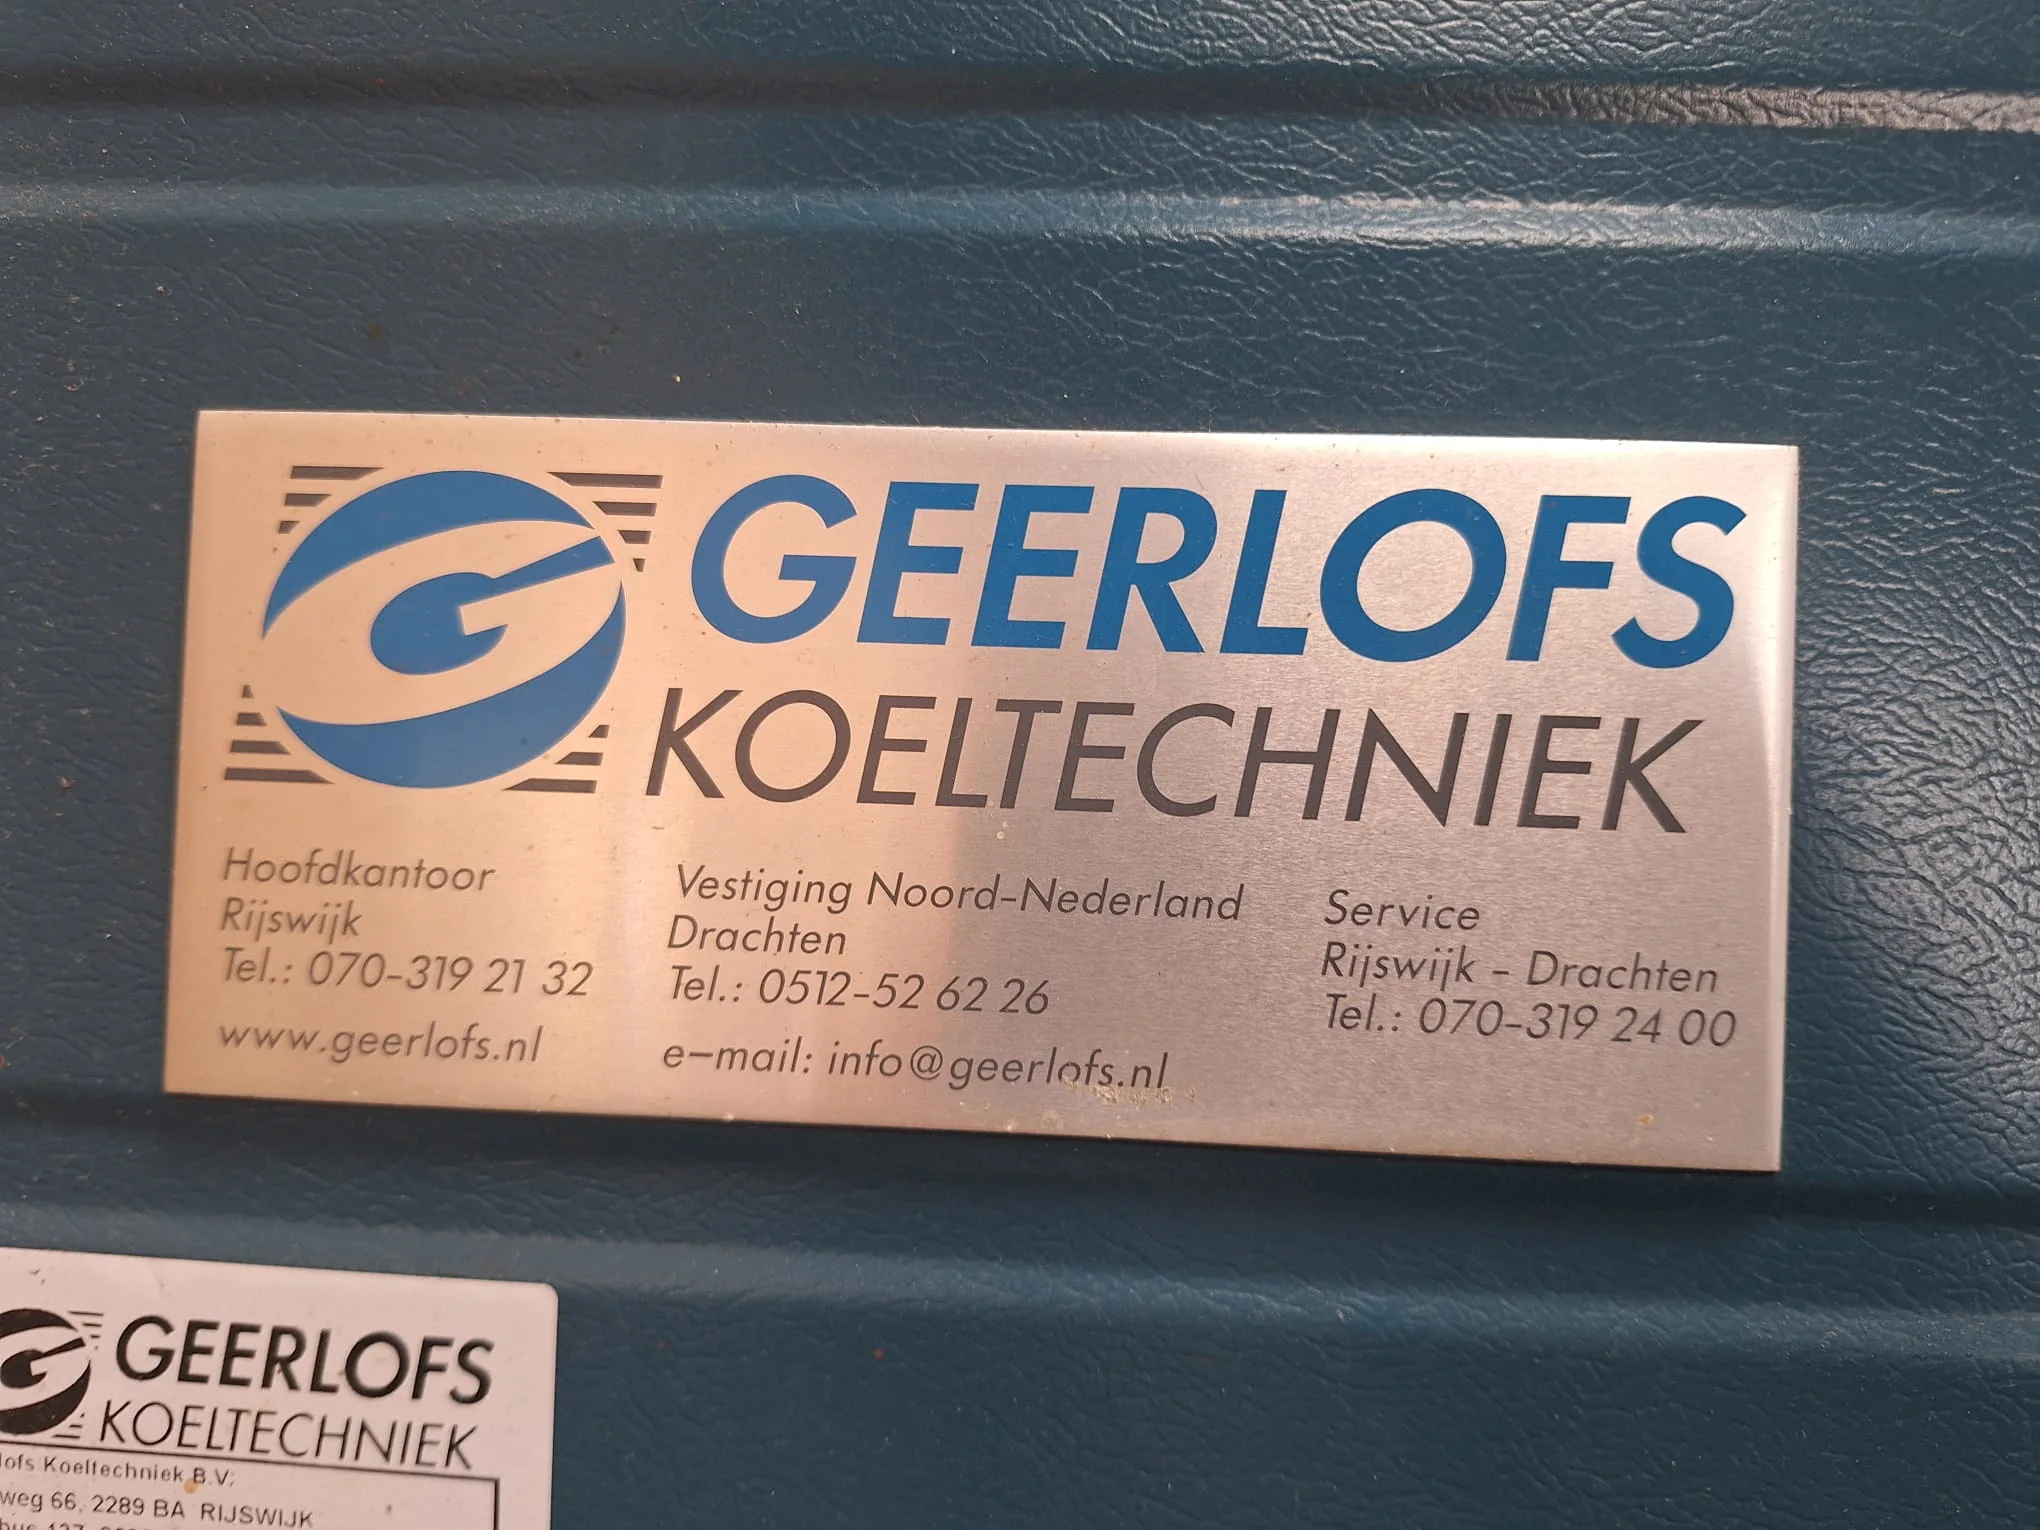 GEERLOFS
KOELTECHNIEK
Hoofdkantoor
Rijswijk
Tel.: 070-319 21 32
www.geerlofs.nl
Vestiging Noord-Nederland
Drachten
Tel.: 0512-52 62 26
e-mail: info@geerlofs.nl
Service
Rijswijk - Drachten
Tel.: 070-319 24 00
GEERLOFS
KOELTECHNIEK
lofs Koeltechniek B.V.
weg 66, 2289 BA RIJSWIJK